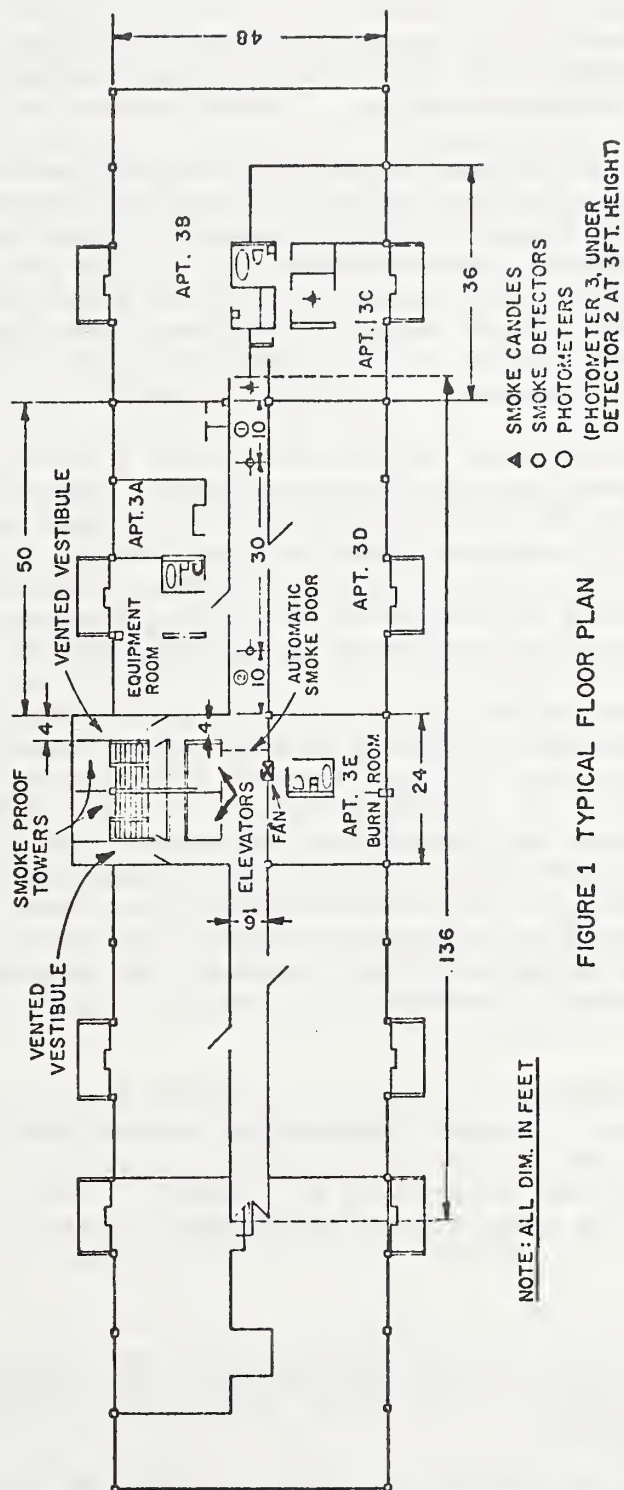 SMOKE PROOF
TOWERS
VENTED
VESTIBULE
VENTED VESTIBULE
4
50
48
EQUIPMENT
ROOM
APT. 3A
APT. 3B
4
② 
10
30
①
10
AUTOMATIC
SMOKE DOOR
ELEVATORS
6
FAN
APT. 3E
BURN ROOM
APT. 3D
APT. 3C
24
36
136
▲ SMOKE CANDLES
O SMOKE DETECTORS
O PHOTOMETERS
(PHOTOMETER 3, UNDER
DETECTOR 2 AT 3FT. HEIGHT)
NOTE: ALL DIM. IN FEET
FIGURE 1 TYPICAL FLOOR PLAN